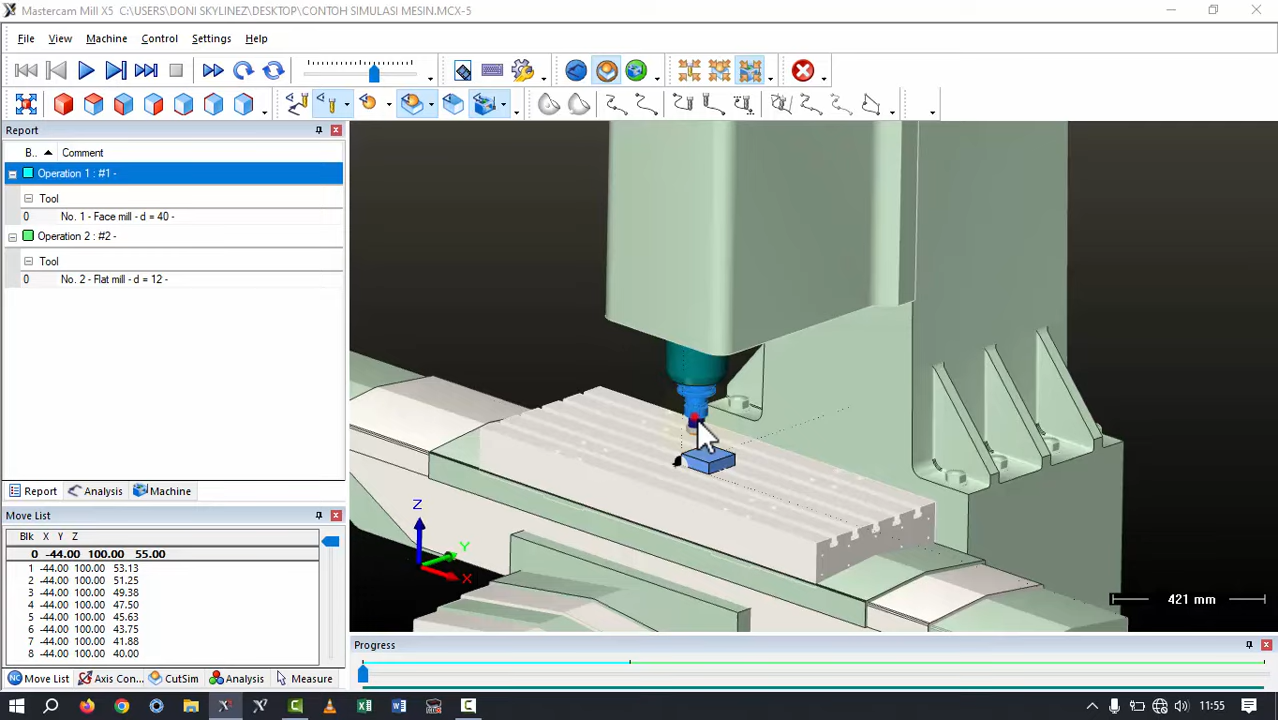 Mastercam Mill X5 C:\USERS\DONI SKYLINEZ\DESKTOP\CONTOH SIMULASI MESIN.MCX-5
File View Machine Control Settings Help
Report
B.. Comment
Operation 1 : #1 -
Tool
0 No. 1 - Face mill - d = 40 -
Operation 2 : #2 -
Tool
0 No. 2 - Flat mill - d = 12 -
Report Analysis Machine
Move List
Blk X Y Z
0 -44.00 100.00 55.00
1 -44.00 100.00 53.13
2 -44.00 100.00 51.25
3 -44.00 100.00 49.38
4 -44.00 100.00 47.50
5 -44.00 100.00 45.63
6 -44.00 100.00 43.75
7 -44.00 100.00 41.88
8 -44.00 100.00 40.00
Move List Axis Con... CutSim Analysis Measure
Z
Y
X
421 mm
Progress
11:55